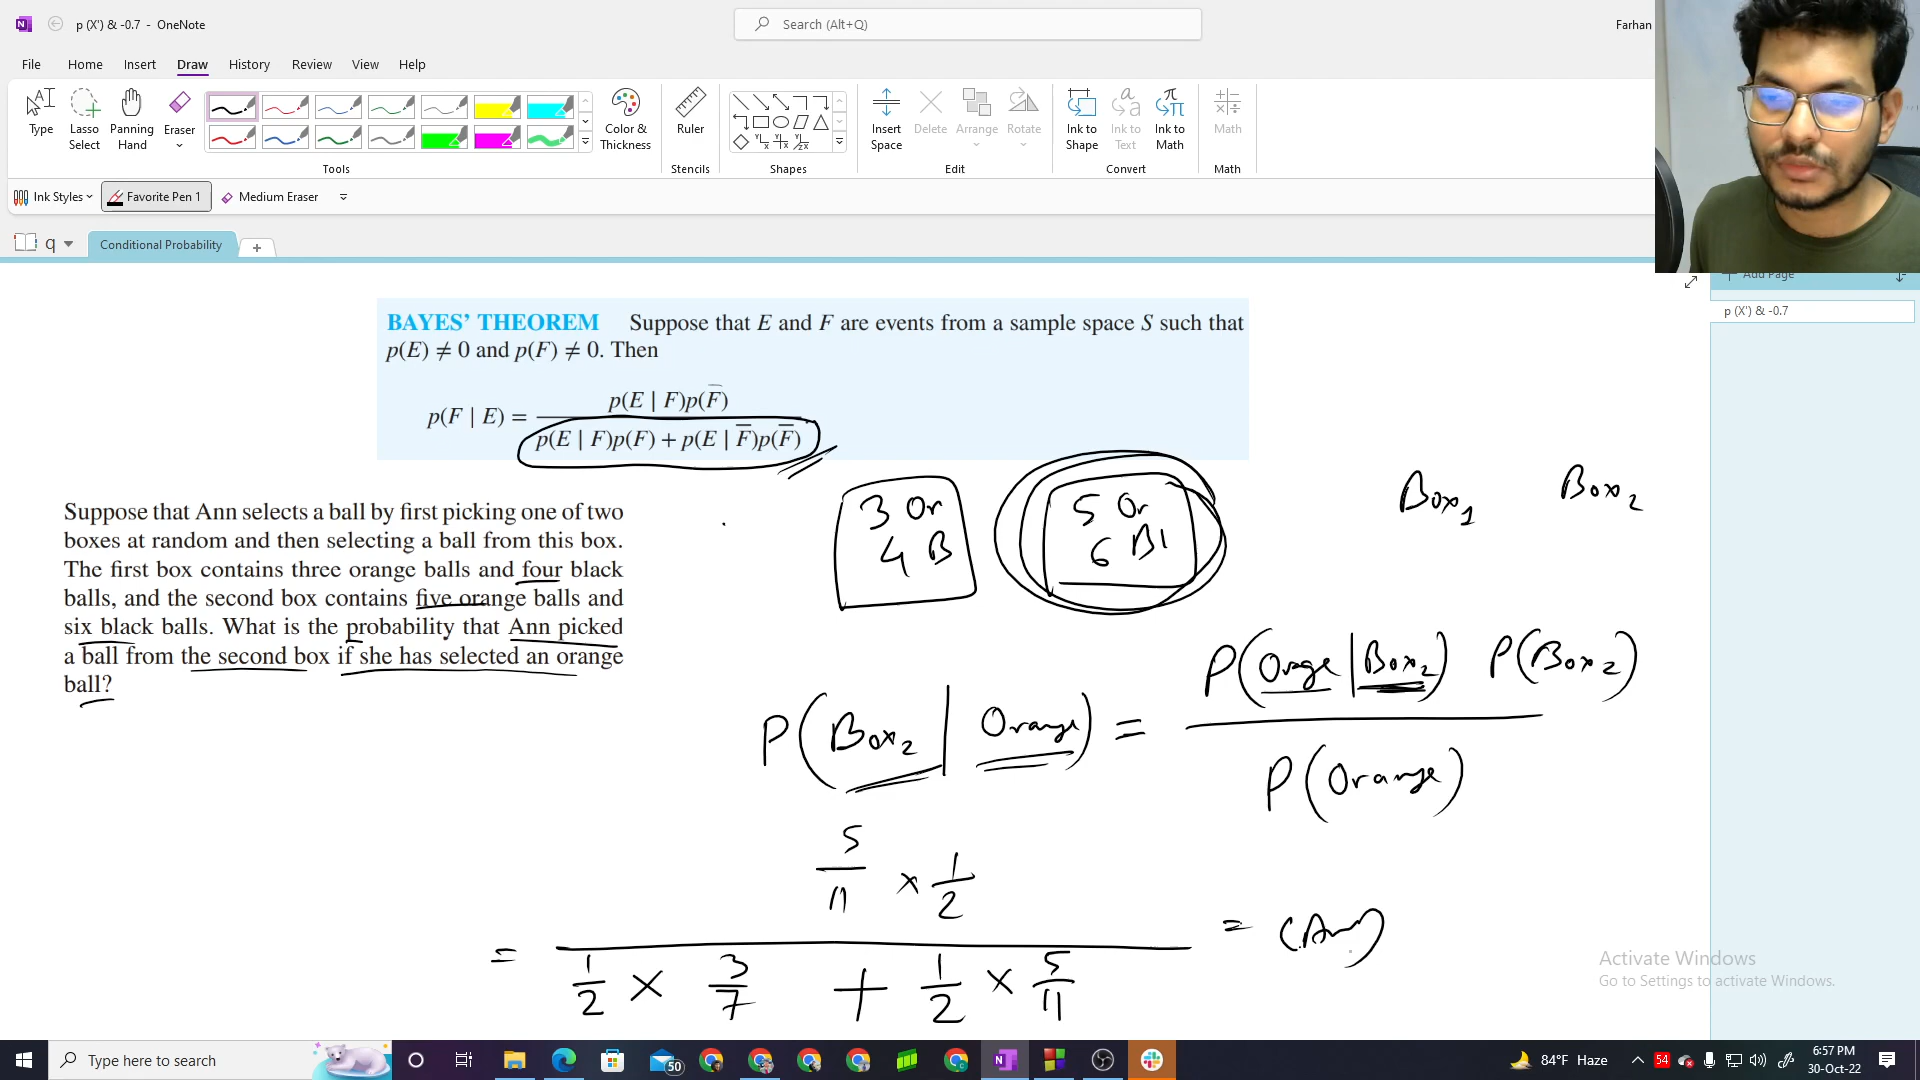 p (X') & -0.7 - OneNote
Search (Alt+Q)
Farhan
File Home Insert Draw History Review View Help
Type
Lasso Select
Panning Hand
Eraser
Color & Thickness
Ruler
Insert Space
Delete
Arrange
Rotate
Ink to Shape
Ink to Text
Ink to Math
Math
Tools Stencils Shapes Edit Convert Math
Ink Styles Favorite Pen 1 Medium Eraser
q Conditional Probability
Add Page
p (X') & -0.7
BAYES' THEOREM Suppose that E and F are events from a sample space S such that
p(E) ≠ 0 and p(F) ≠ 0. Then
p(F | E) = p(E | F)p(F) / p(E | F)p(F) + p(E | F̅)p(F̅)
3 Or
4 B
5 Or
6 Bl
Box1 Box2
Suppose that Ann selects a ball by first picking one of two
boxes at random and then selecting a ball from this box.
The first box contains three orange balls and four black
balls, and the second box contains five orange balls and
six black balls. What is the probability that Ann picked
a ball from the second box if she has selected an orange
ball?
P(Box2 | Orange) = P(Orage | Box2) P(Box2) / P(Orange)
= 5/11 × 1/2 / 1/2 × 3/7 + 1/2 × 5/11 =
Activate Windows
Go to Settings to activate Windows.
Type here to search
50
84°F Haze
54
6:57 PM
30-Oct-22